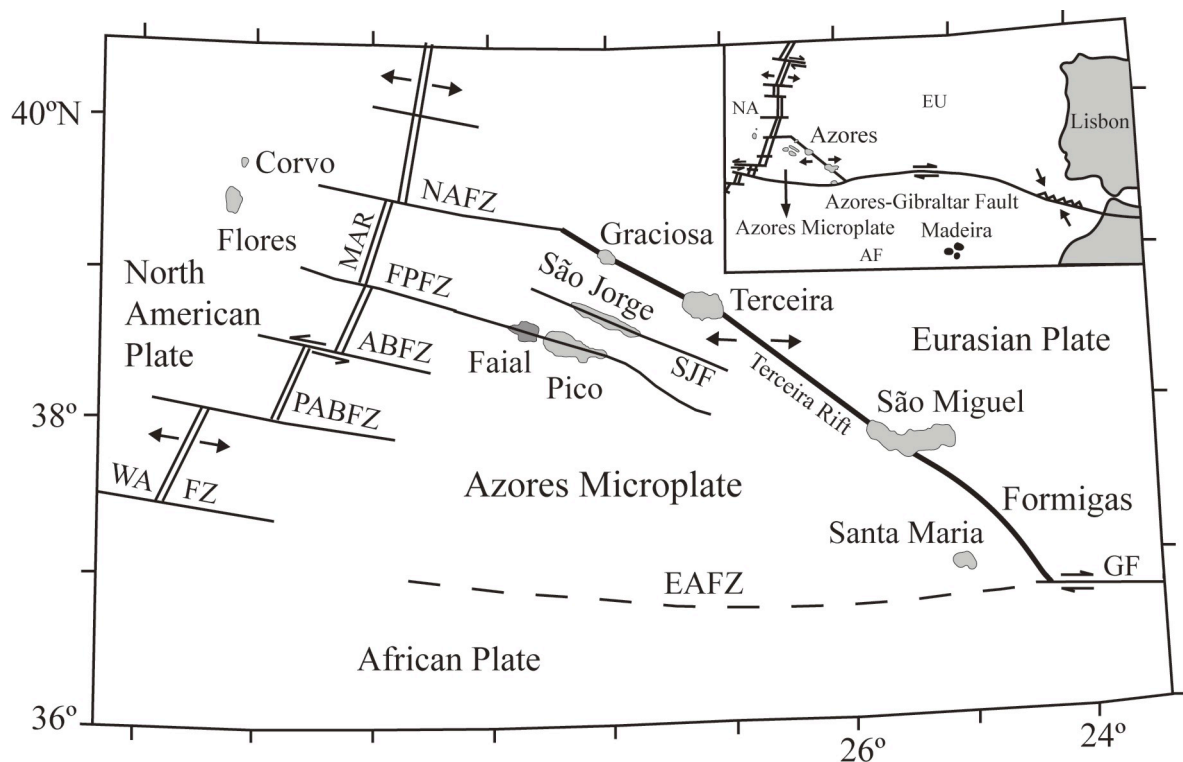 40ºN
38º
36º
26º
24º
Corvo
Flores
North
American
Plate
NAFZ
MAR
FPFZ
ABFZ
PABFZ
WA
FZ
Graciosa
São Jorge
Terceira
Faial
Pico
SJF
Terceira Rift
Eurasian Plate
São Miguel
Azores Microplate
Formigas
Santa Maria
EAFZ
GF
African Plate
NA
EU
Azores
Lisbon
Azores-Gibraltar Fault
Azores Microplate
Madeira
AF